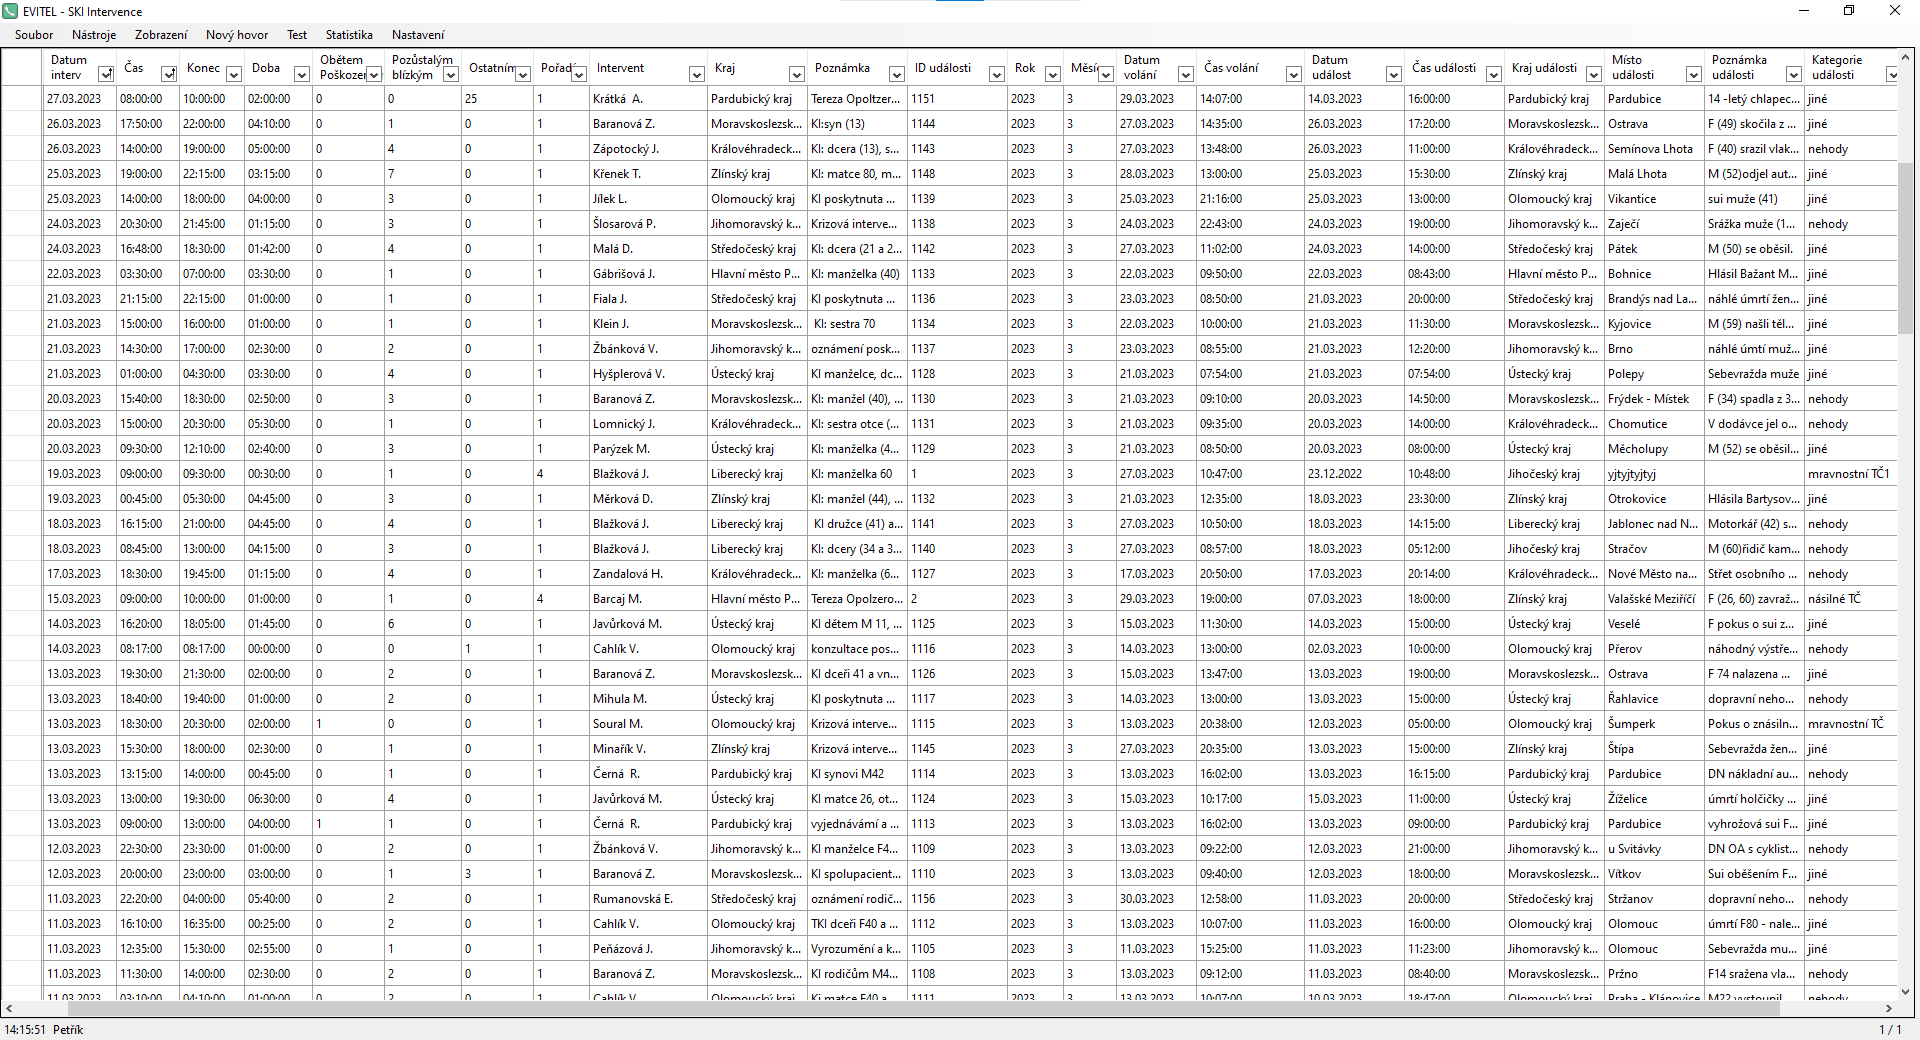 EVITEL - SKI Intervence
Soubor Nástroje Zobrazení Nový hovor Test Statistika Nastavení
Datum interv Čas Konec Doba Obětem Poškozen Pozůstalým blízkým Ostatním Pořad Intervent Kraj Poznámka ID události Rok Měsíc Datum volání Čas volání Datum událost Čas události Kraj události Místo události Poznámka události Kategorie události
27.03.2023 08:00:00 10:00:00 02:00:00 0 0 25 1 Krátká A. Pardubický kraj Tereza Opoltzer... 1151 2023 3 29.03.2023 14:07:00 14.03.2023 16:00:00 Pardubický kraj Pardubice 14 -letý chlapec... jiné
26.03.2023 17:50:00 22:00:00 04:10:00 0 1 0 1 Baranová Z. Moravskoslezsk... KI:syn (13) 1144 2023 3 27.03.2023 14:35:00 26.03.2023 17:20:00 Moravskoslezsk... Ostrava F (49) skočila z ... jiné
26.03.2023 14:00:00 19:00:00 05:00:00 0 4 0 1 Zápotocký J. Královéhradeck... KI: dcera (13), s... 1143 2023 3 27.03.2023 13:48:00 26.03.2023 11:00:00 Královéhradeck... Semínova Lhota F (40) srazil vlak... nehody
25.03.2023 19:00:00 22:15:00 03:15:00 0 7 0 1 Křenek T. Zlínský kraj KI: matce 80, m... 1148 2023 3 28.03.2023 13:00:00 25.03.2023 15:30:00 Zlínský kraj Malá Lhota M (52)odjel aut... jiné
25.03.2023 14:00:00 18:00:00 04:00:00 0 3 0 1 Jílek L. Olomoucký kraj KI poskytnuta ... 1139 2023 3 25.03.2023 21:16:00 25.03.2023 13:00:00 Olomoucký kraj Vikantice sui muže (41) jiné
24.03.2023 20:30:00 21:45:00 01:15:00 0 3 0 1 Šlosarová P. Jihomoravský k... Krizová interve... 1138 2023 3 24.03.2023 22:43:00 24.03.2023 19:00:00 Jihomoravský k... Zaječí Srážka muže (1... nehody
24.03.2023 16:48:00 18:30:00 01:42:00 0 4 0 1 Malá D. Středočeský kraj KI: dcera (21 a 2... 1142 2023 3 27.03.2023 11:02:00 24.03.2023 14:00:00 Středočeský kraj Pátek M (50) se oběsil. jiné
22.03.2023 03:30:00 07:00:00 03:30:00 0 1 0 1 Gábrišová J. Hlavní město P... KI: manželka (40) 1133 2023 3 22.03.2023 09:50:00 22.03.2023 08:43:00 Hlavní město P... Bohnice Hlásil Bažant M... jiné
21.03.2023 21:15:00 22:15:00 01:00:00 0 1 0 1 Fiala J. Středočeský kraj KI poskytnuta ... 1136 2023 3 23.03.2023 08:50:00 21.03.2023 20:00:00 Středočeský kraj Brandýs nad La... náhlé úmrtí žen... jiné
21.03.2023 15:00:00 16:00:00 01:00:00 0 1 0 1 Klein J. Moravskoslezsk... KI: sestra 70 1134 2023 3 22.03.2023 10:00:00 21.03.2023 11:30:00 Moravskoslezsk... Kyjovice M (59) našli těl... jiné
21.03.2023 14:30:00 17:00:00 02:30:00 0 2 0 1 Žbánková V. Jihomoravský k... oznámení posk... 1137 2023 3 23.03.2023 08:55:00 21.03.2023 12:20:00 Jihomoravský k... Brno náhlé úmtí muž... jiné
21.03.2023 01:00:00 04:30:00 03:30:00 0 4 0 1 Hyšplerová V. Ústecký kraj KI manželce, dc... 1128 2023 3 21.03.2023 07:54:00 21.03.2023 07:54:00 Ústecký kraj Polepy Sebevražda muže jiné
20.03.2023 15:40:00 18:30:00 02:50:00 0 3 0 1 Baranová Z. Moravskoslezsk... KI: manžel (40), ... 1130 2023 3 21.03.2023 09:10:00 20.03.2023 14:50:00 Moravskoslezsk... Frýdek - Místek F (34) spadla z 3... nehody
20.03.2023 15:00:00 20:30:00 05:30:00 0 1 0 1 Lomnický J. Královéhradeck... KI: sestra otce (... 1131 2023 3 21.03.2023 09:35:00 20.03.2023 14:00:00 Královéhradeck... Chomutice V dodávce jel o... nehody
20.03.2023 09:30:00 12:10:00 02:40:00 0 3 0 1 Parýzek M. Ústecký kraj KI: manželka (4... 1129 2023 3 21.03.2023 08:50:00 20.03.2023 08:00:00 Ústecký kraj Měcholupy M (52) se oběsil... jiné
19.03.2023 09:00:00 09:30:00 00:30:00 0 1 0 4 Blažková J. Liberecký kraj KI: manželka 60 1 2023 3 27.03.2023 10:47:00 23.12.2022 10:48:00 Jihočeský kraj yjtyjtyjtyj mravnostní TČ1
19.03.2023 00:45:00 05:30:00 04:45:00 0 3 0 1 Měrková D. Zlínský kraj KI: manžel (44), ... 1132 2023 3 21.03.2023 12:35:00 18.03.2023 23:30:00 Zlínský kraj Otrokovice Hlásila Bartysov... jiné
18.03.2023 16:15:00 21:00:00 04:45:00 0 4 0 1 Blažková J. Liberecký kraj KI družce (41) a... 1141 2023 3 27.03.2023 10:50:00 18.03.2023 14:15:00 Liberecký kraj Jablonec nad N... Motorkář (42) s... nehody
18.03.2023 08:45:00 13:00:00 04:15:00 0 3 0 1 Blažková J. Liberecký kraj KI: dcery (34 a 3... 1140 2023 3 27.03.2023 08:57:00 18.03.2023 05:12:00 Jihočeský kraj Stračov M (60)řidič kam... nehody
17.03.2023 18:30:00 19:45:00 01:15:00 0 4 0 1 Zandalová H. Královéhradeck... KI: manželka (6... 1127 2023 3 17.03.2023 20:50:00 17.03.2023 20:14:00 Královéhradeck... Nové Město na... Střet osobního ... nehody
15.03.2023 09:00:00 10:00:00 01:00:00 0 1 0 4 Barcaj M. Hlavní město P... Tereza Opolzero... 2 2023 3 29.03.2023 19:00:00 07.03.2023 18:00:00 Zlínský kraj Valašské Meziříčí F (26, 60) zavraž... násilné TČ
14.03.2023 16:20:00 18:05:00 01:45:00 0 6 0 1 Javůrková M. Ústecký kraj KI dětem M 11, ... 1125 2023 3 15.03.2023 11:30:00 14.03.2023 15:00:00 Ústecký kraj Veselé F pokus o sui z... jiné
14.03.2023 08:17:00 08:17:00 00:00:00 0 0 1 1 Cahlík V. Olomoucký kraj konzultace pos... 1116 2023 3 14.03.2023 13:00:00 02.03.2023 10:00:00 Olomoucký kraj Přerov náhodný výstře... nehody
13.03.2023 19:30:00 21:30:00 02:00:00 0 2 0 1 Baranová Z. Moravskoslezsk... KI dceři 41 a vn... 1126 2023 3 15.03.2023 13:47:00 13.03.2023 19:00:00 Moravskoslezsk... Ostrava F 74 nalazena ... jiné
13.03.2023 18:40:00 19:40:00 01:00:00 0 2 0 1 Mihula M. Ústecký kraj KI poskytnuta ... 1117 2023 3 14.03.2023 13:00:00 13.03.2023 15:00:00 Ústecký kraj Řahlavice dopravní neho... nehody
13.03.2023 18:30:00 20:30:00 02:00:00 1 0 0 1 Soural M. Olomoucký kraj Krizová interve... 1115 2023 3 13.03.2023 20:38:00 12.03.2023 05:00:00 Olomoucký kraj Šumperk Pokus o znásiln... mravnostní TČ
13.03.2023 15:30:00 18:00:00 02:30:00 0 1 0 1 Minařík V. Zlínský kraj Krizová interve... 1145 2023 3 27.03.2023 20:35:00 13.03.2023 15:00:00 Zlínský kraj Štípa Sebevražda žen... jiné
13.03.2023 13:15:00 14:00:00 00:45:00 0 1 0 1 Černá R. Pardubický kraj KI synovi M42 1114 2023 3 13.03.2023 16:02:00 13.03.2023 16:15:00 Pardubický kraj Pardubice DN nákladní au... nehody
13.03.2023 13:00:00 19:30:00 06:30:00 0 4 0 1 Javůrková M. Ústecký kraj KI matce 26, ot... 1124 2023 3 15.03.2023 10:17:00 15.03.2023 11:00:00 Ústecký kraj Žíželice úmrtí holčičky ... jiné
13.03.2023 09:00:00 13:00:00 04:00:00 1 1 0 1 Černá R. Pardubický kraj vyjednávámí a ... 1113 2023 3 13.03.2023 16:02:00 13.03.2023 09:00:00 Pardubický kraj Pardubice vyhrožová sui F... jiné
12.03.2023 22:30:00 23:30:00 01:00:00 0 2 0 1 Žbánková V. Jihomoravský k... KI manželce F4... 1109 2023 3 13.03.2023 09:22:00 12.03.2023 21:00:00 Jihomoravský k... u Svitávky DN OA s cyklist... nehody
12.03.2023 20:00:00 23:00:00 03:00:00 0 1 3 1 Baranová Z. Moravskoslezsk... KI spolupacient... 1110 2023 3 13.03.2023 09:40:00 12.03.2023 18:00:00 Moravskoslezsk... Vítkov Sui oběšením F... jiné
11.03.2023 22:20:00 04:00:00 05:40:00 0 2 0 1 Rumanovská E. Středočeský kraj oznámení rodič... 1156 2023 3 30.03.2023 12:58:00 11.03.2023 20:00:00 Středočeský kraj Stržanov dopravní neho... nehody
11.03.2023 16:10:00 16:35:00 00:25:00 0 2 0 1 Cahlík V. Olomoucký kraj TKI dceři F40 a ... 1112 2023 3 13.03.2023 10:07:00 11.03.2023 16:00:00 Olomoucký kraj Olomouc úmrtí F80 - nale... jiné
11.03.2023 12:35:00 15:30:00 02:55:00 0 1 0 1 Peňázová J. Jihomoravský k... Vyrozumění a k... 1105 2023 3 11.03.2023 15:25:00 11.03.2023 11:23:00 Jihomoravský k... Olomouc Sebevražda mu... jiné
11.03.2023 11:30:00 14:00:00 02:30:00 0 2 0 1 Baranová Z. Moravskoslezsk... KI rodičům M4... 1108 2023 3 13.03.2023 09:12:00 11.03.2023 08:40:00 Moravskoslezsk... Pržno F14 sražena vla... nehody
11.03.2023 03:10:00 04:10:00 01:00:00 0 2 0 1 Cahlík V. Olomoucký kraj Ki matce F40 a ... 1111 2023 3 13.03.2023 10:07:00 10.03.2023 18:47:00 Olomoucký kraj Praha - Klánovice M22 vystoupil ... nehody
14:15:51 Petřík 1 / 1